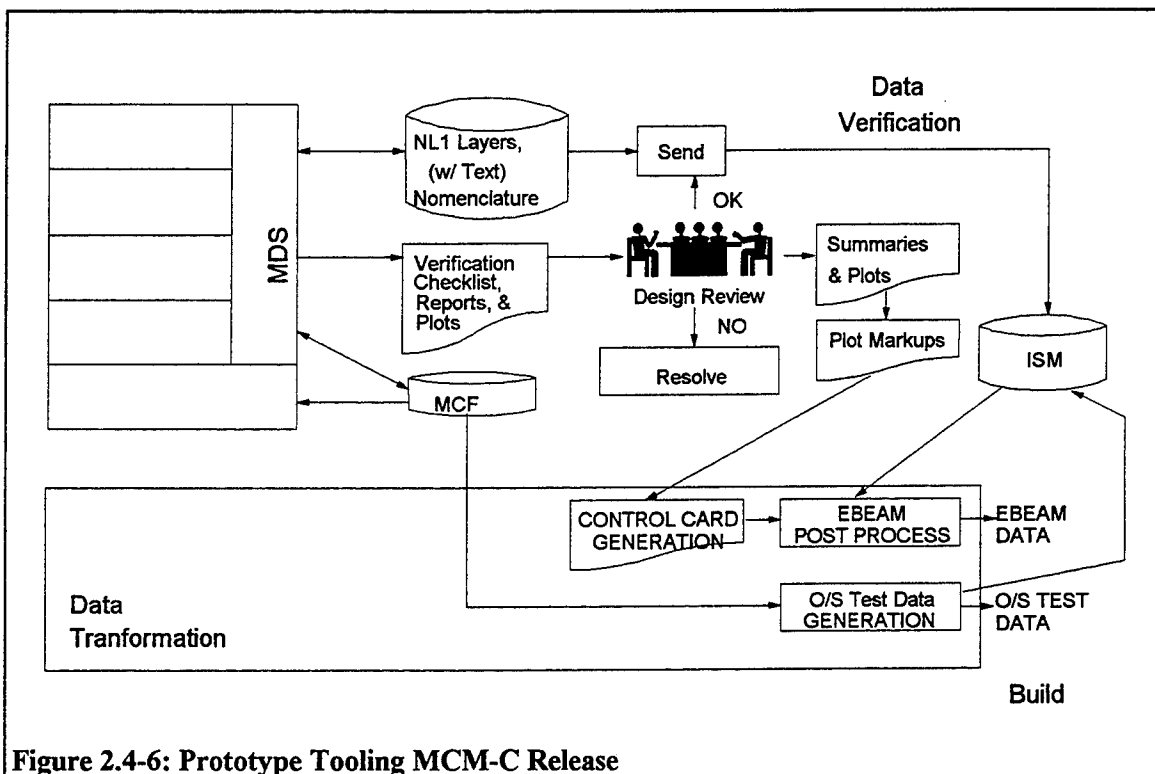 Data
Verification
NL1 Layers,
(w/ Text)
Nomenclature
Send
OK
MDS
Verification
Checklist,
Reports, &
Plots
Design Review
NO
Resolve
Summaries
& Plots
Plot Markups
ISM
MCF
CONTROL CARD
GENERATION
EBEAM
POST PROCESS
EBEAM
DATA
O/S Test Data
GENERATION
O/S TEST
DATA
Data
Tranformation
Build
Figure 2.4-6: Prototype Tooling MCM-C Release